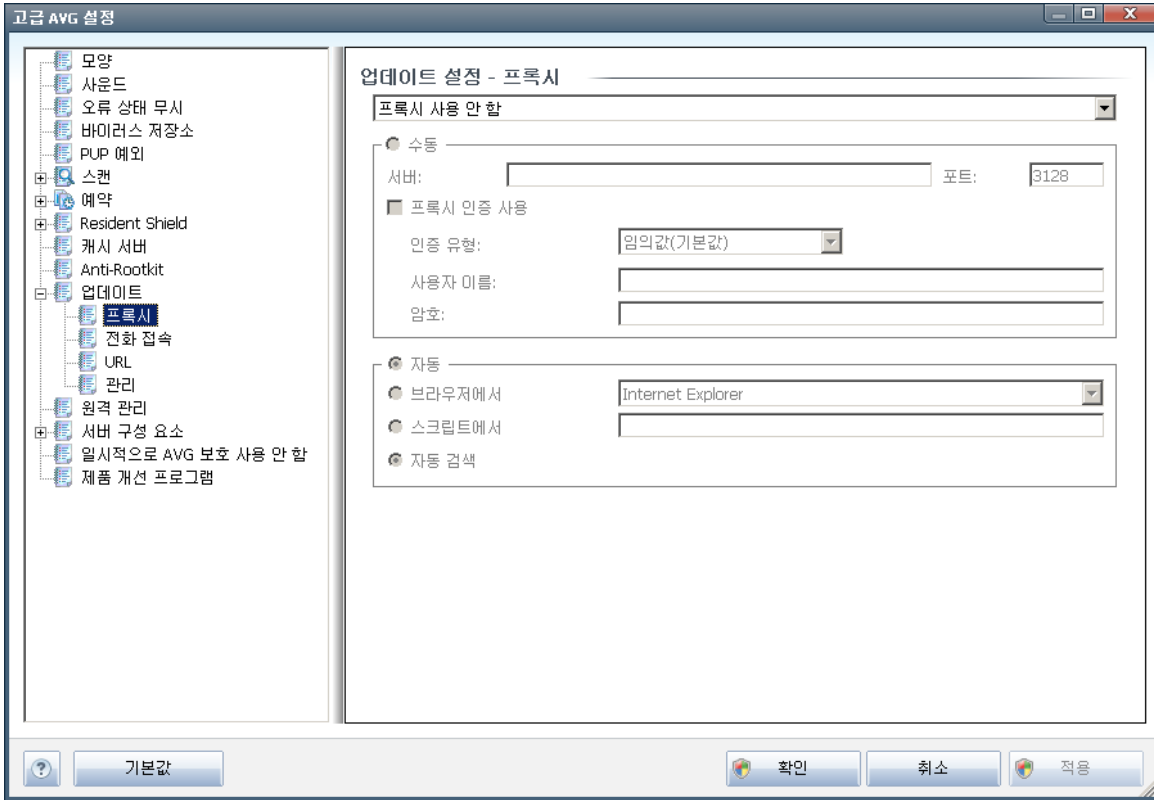 고급 AVG 설정
모양
사운드
오류 상태 무시
바이러스 저장소
PUP 예외
스캔
예약
Resident Shield
캐시 서버
Anti-Rootkit
업데이트
프록시
전화 접속
URL
관리
원격 관리
서버 구성 요소
일시적으로 AVG 보호 사용 안 함
제품 개선 프로그램
업데이트 설정 - 프록시
프록시 사용 안 함
수동
서버: 포트: 3128
프록시 인증 사용
인증 유형: 임의값(기본값)
사용자 이름:
암호:
자동
브라우저에서 Internet Explorer
스크립트에서
자동 검색
? 기본값 확인 취소 적용